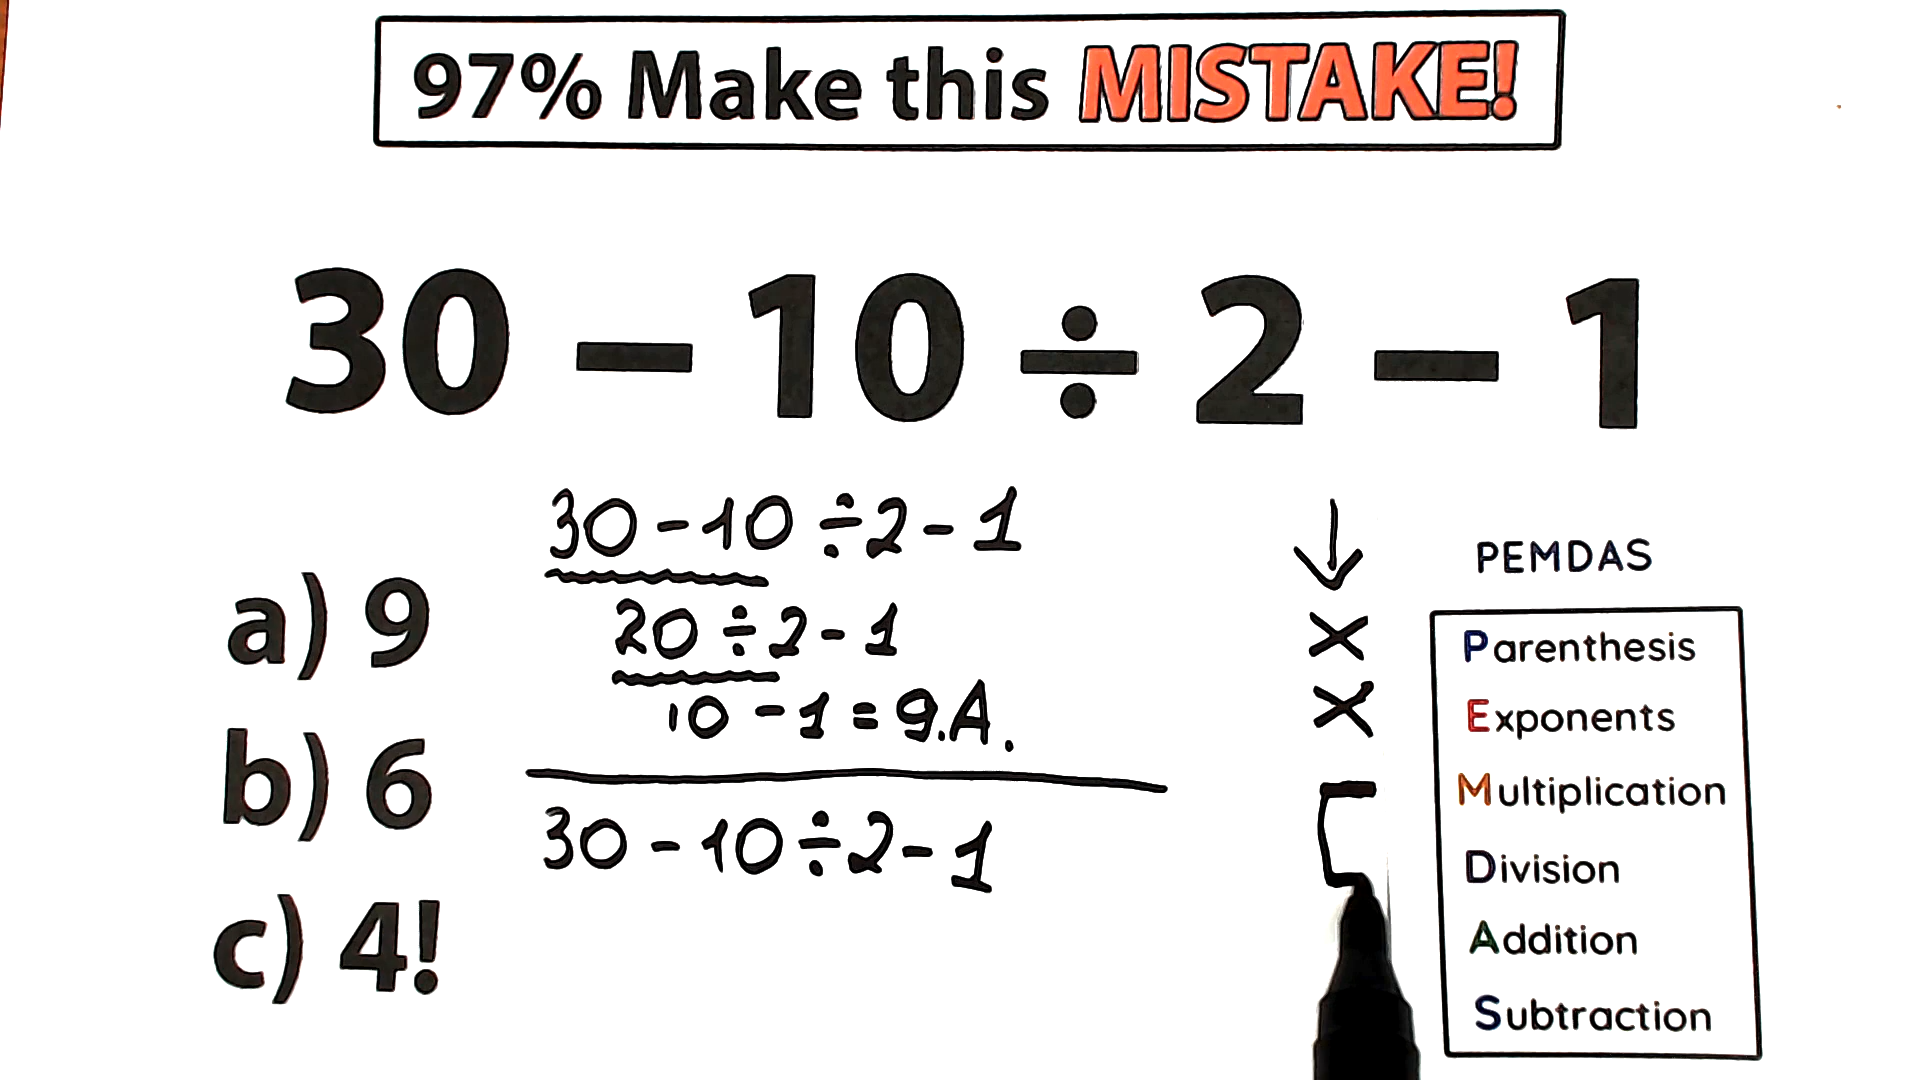 97% Make this MISTAKE!
30 – 10 ÷ 2 – 1
a) 9
b) 6
c) 4!
30 - 10 ÷ 2 - 1
20 ÷ 2 - 1
10 - 1 = 9. A.
30 - 10 ÷ 2 - 1
PEMDAS
Parenthesis
Exponents
Multiplication
Division
Addition
Subtraction